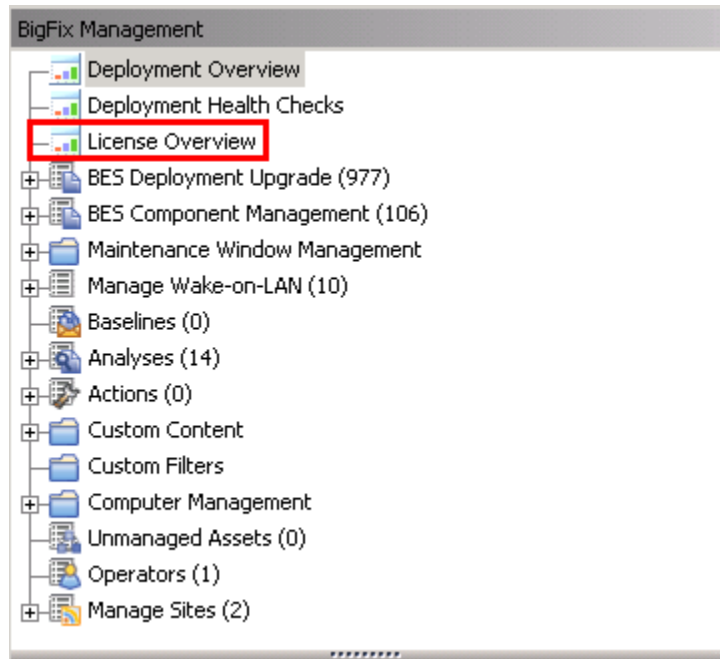 BigFix Management
Deployment Overview
Deployment Health Checks
License Overview
BES Deployment Upgrade (977)
BES Component Management (106)
Maintenance Window Management
Manage Wake-on-LAN (10)
Baselines (0)
Analyses (14)
Actions (0)
Custom Content
Custom Filters
Computer Management
Unmanaged Assets (0)
Operators (1)
Manage Sites (2)